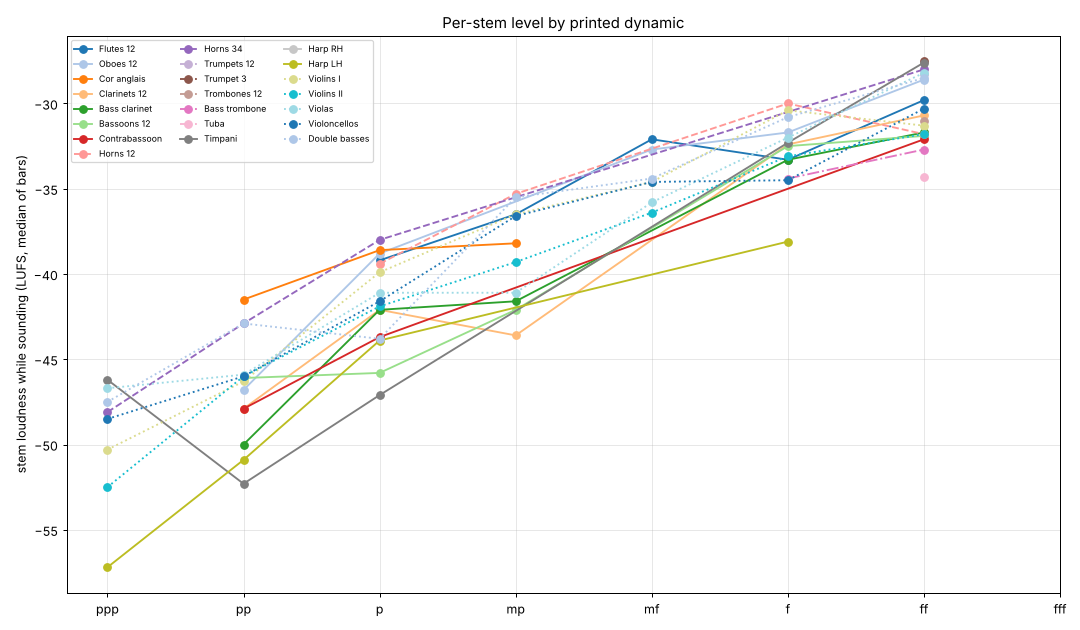 Per-stem level by printed dynamic
Flutes 12
Oboes 12
Cor anglais
Clarinets 12
Bass clarinet
Bassoons 12
Contrabassoon
Horns 12
Horns 34
Trumpets 12
Trumpet 3
Trombones 12
Bass trombone
Tuba
Timpani
Harp RH
Harp LH
Violins I
Violins II
Violas
Violoncellos
Double basses
stem loudness while sounding (LUFS, median of bars)
−30
−35
−40
−45
−50
−55
ppp pp p mp mf f ff fff